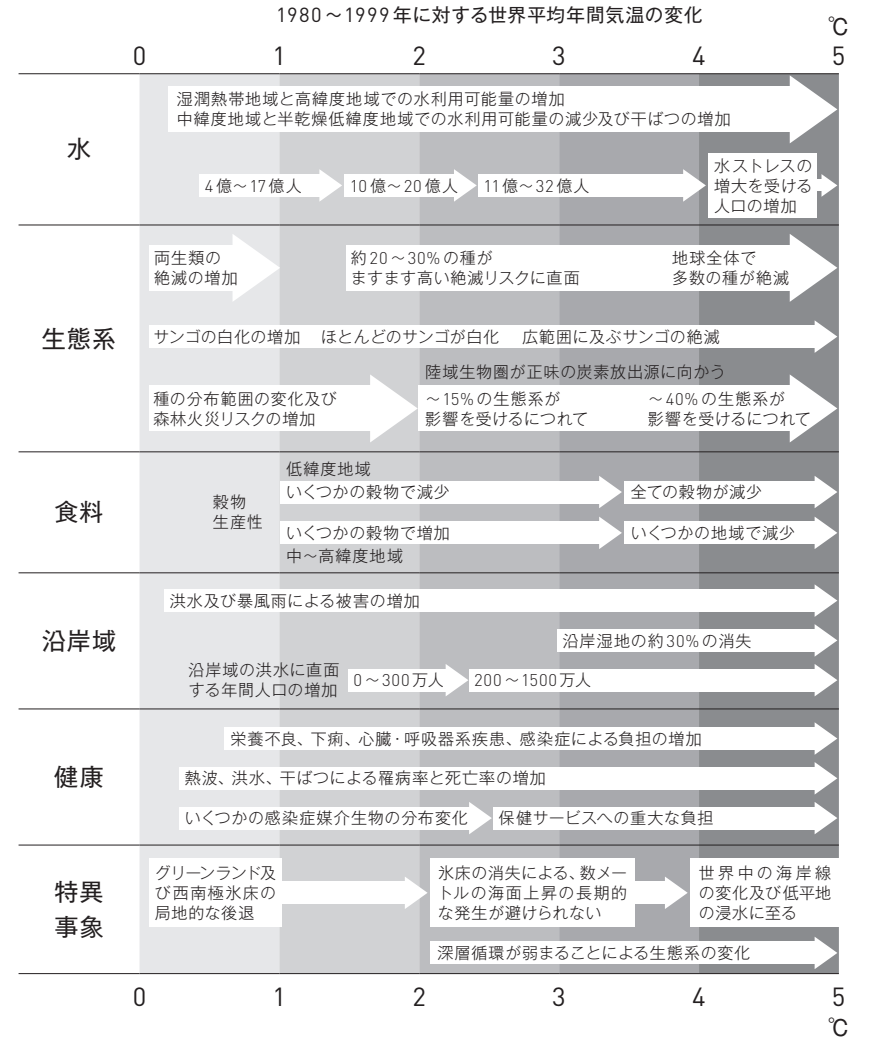 1980～1999年に対する世界平均年間気温の変化
℃
0 1 2 3 4 5
水
湿潤熱帯地域と高緯度地域での水利用可能量の増加
中緯度地域と半乾燥低緯度地域での水利用可能量の減少及び干ばつの増加
4億～17億人
10億～20億人
11億～32億人
水ストレスの
増大を受ける
人口の増加
生態系
両生類の
絶滅の増加
約20～30%の種が
ますます高い絶滅リスクに直面
地球全体で
多数の種が絶滅
サンゴの白化の増加 ほとんどのサンゴが白化 広範囲に及ぶサンゴの絶滅
種の分布範囲の変化及び
森林火災リスクの増加
陸域生物圏が正味の炭素放出源に向かう
～15%の生態系が
影響を受けるにつれて
～40%の生態系が
影響を受けるにつれて
食料
穀物
生産性
低緯度地域
いくつかの穀物で減少
全ての穀物が減少
いくつかの穀物で増加
いくつかの地域で減少
中～高緯度地域
沿岸域
洪水及び暴風雨による被害の増加
沿岸湿地の約30%の消失
沿岸域の洪水に直面
する年間人口の増加
0～300万人
200～1500万人
健康
栄養不良、下痢、心臓・呼吸器系疾患、感染症による負担の増加
熱波、洪水、干ばつによる罹病率と死亡率の増加
いくつかの感染症媒介生物の分布変化
保健サービスへの重大な負担
特異
事象
グリーンランド及
び西南極氷床の
局地的な後退
氷床の消失による、数メー
トルの海面上昇の長期的
な発生が避けられない
世界中の海岸線
の変化及び低平地
の浸水に至る
深層循環が弱まることによる生態系の変化
0 1 2 3 4 5
℃